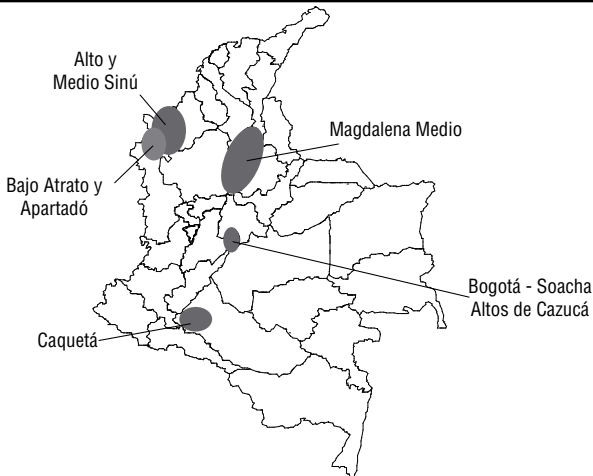 Alto y
Medio Sinú
Magdalena Medio
Bajo Atrato y
Apartadó
Bogotá - Soacha
Altos de Cazucá
Caquetá